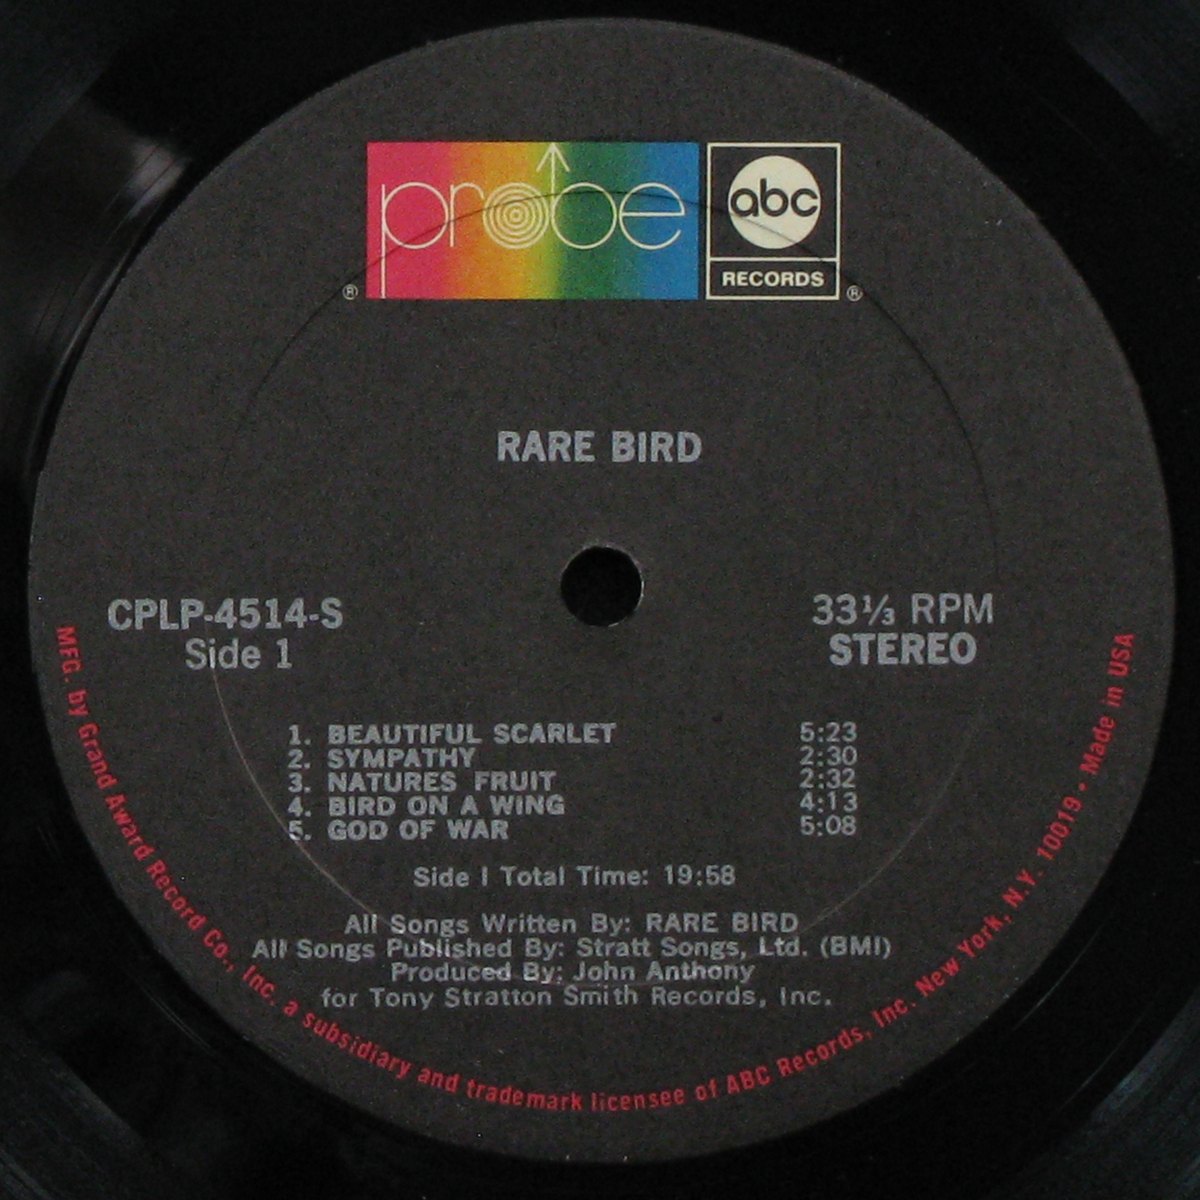 probe
abc
RECORDS
® ®
RARE BIRD
CPLP-4514-S
Side 1
33⅓ RPM
STEREO
1. BEAUTIFUL SCARLET 5:23
2. SYMPATHY 2:30
3. NATURES FRUIT 2:32
4. BIRD ON A WING 4:13
5. GOD OF WAR 5:08
Side I Total Time: 19:58
All Songs Written By: RARE BIRD
All Songs Published By: Stratt Songs, Ltd. (BMI)
Produced By: John Anthony
for Tony Stratton Smith Records, Inc.
MFG. by Grand Award Record Co., Inc. a subsidiary and trademark licensee of ABC Records, Inc. New York, N.Y. 10019 • Made in USA